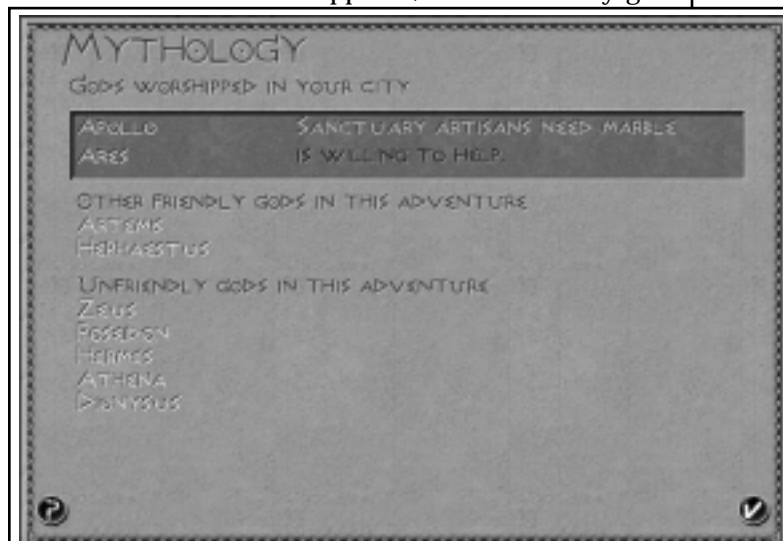 MYTHOLOGY
GODS WORSHIPPED IN YOUR CITY
APOLLO SANCTUARY ARTISANS NEED MARBLE
ARES IS WILLING TO HELP.
OTHER FRIENDLY GODS IN THIS ADVENTURE
ARTEMIS
HEPHAESTUS
UNFRIENDLY GODS IN THIS ADVENTURE
ZEUS
POSEIDON
HERMES
ATHENA
DIONYSUS
?